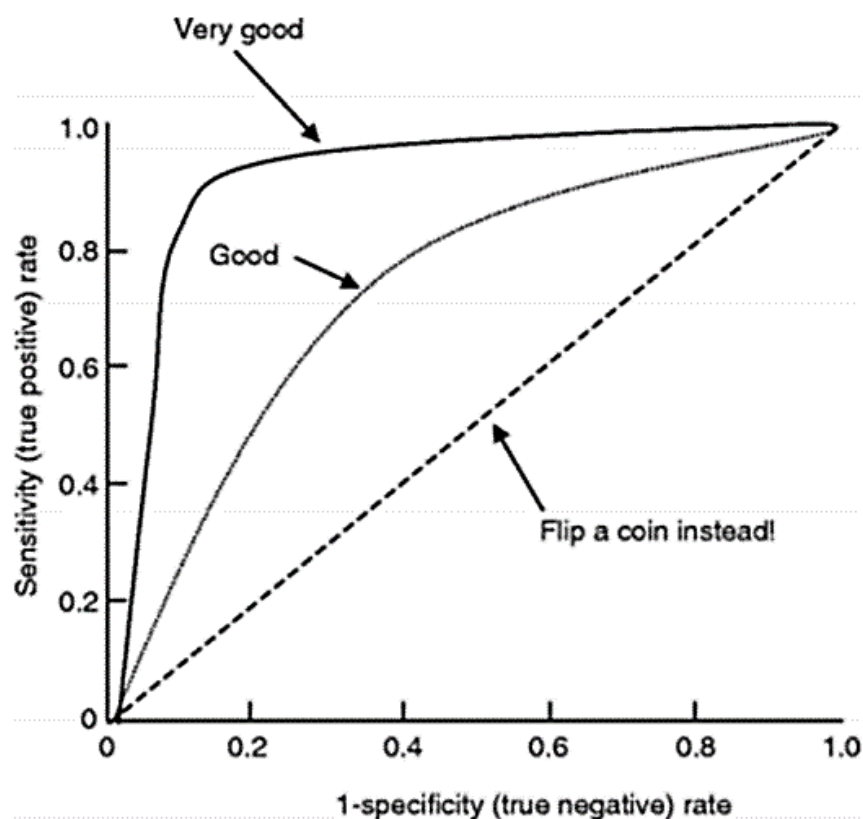 Very good
1.0
0.8
Good
0.6
0.4
Flip a coin instead!
0.2
0
0 0.2 0.4 0.6 0.8 1.0
Sensitivity (true positive) rate
1-specificity (true negative) rate